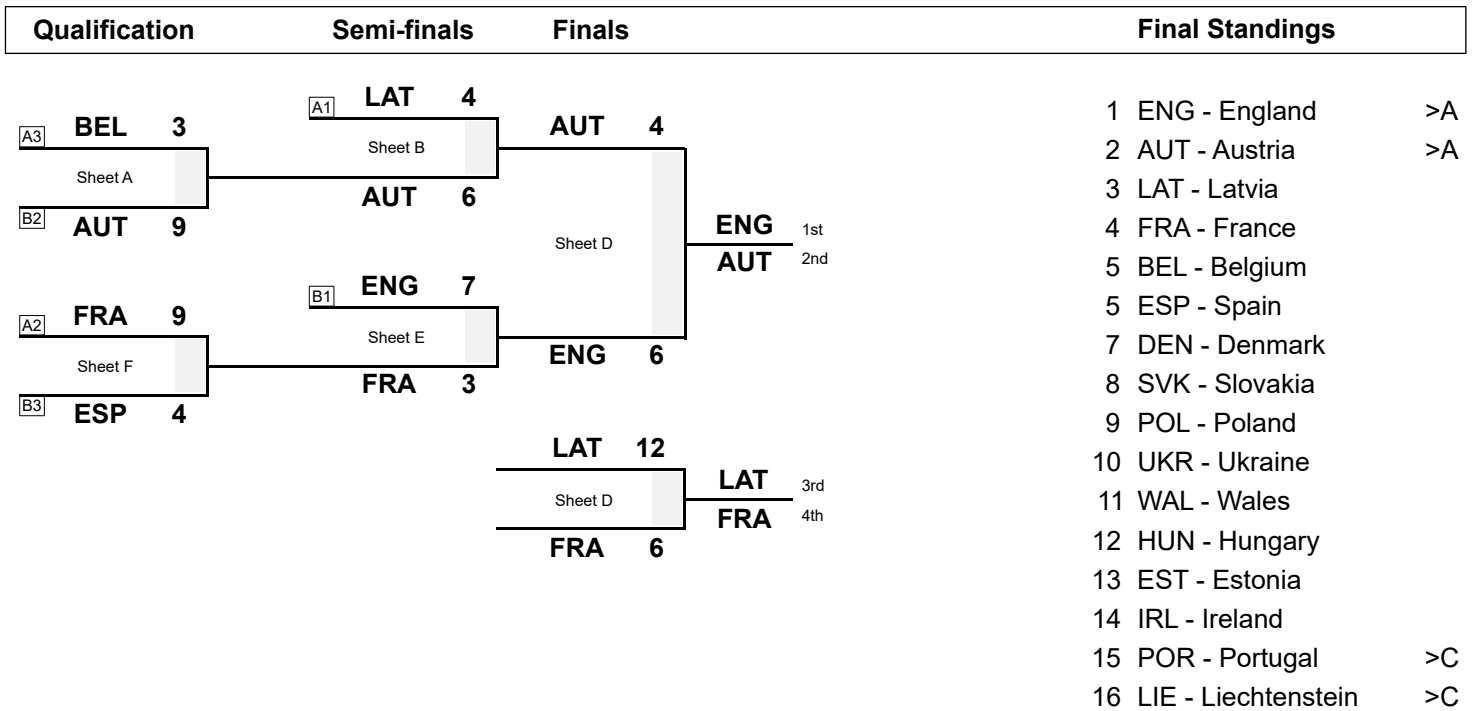 Qualification Semi-finals Finals Final Standings
A1 LAT 4
A3 BEL 3
AUT 4
Sheet B
Sheet A
AUT 6
B2 AUT 9
ENG 1st
Sheet D
AUT 2nd
B1 ENG 7
A2 FRA 9
Sheet E
ENG 6
Sheet F
FRA 3
B3 ESP 4
LAT 12
LAT 3rd
Sheet D
FRA 4th
FRA 6
1 ENG - England >A
2 AUT - Austria >A
3 LAT - Latvia
4 FRA - France
5 BEL - Belgium
5 ESP - Spain
7 DEN - Denmark
8 SVK - Slovakia
9 POL - Poland
10 UKR - Ukraine
11 WAL - Wales
12 HUN - Hungary
13 EST - Estonia
14 IRL - Ireland
15 POR - Portugal >C
16 LIE - Liechtenstein >C